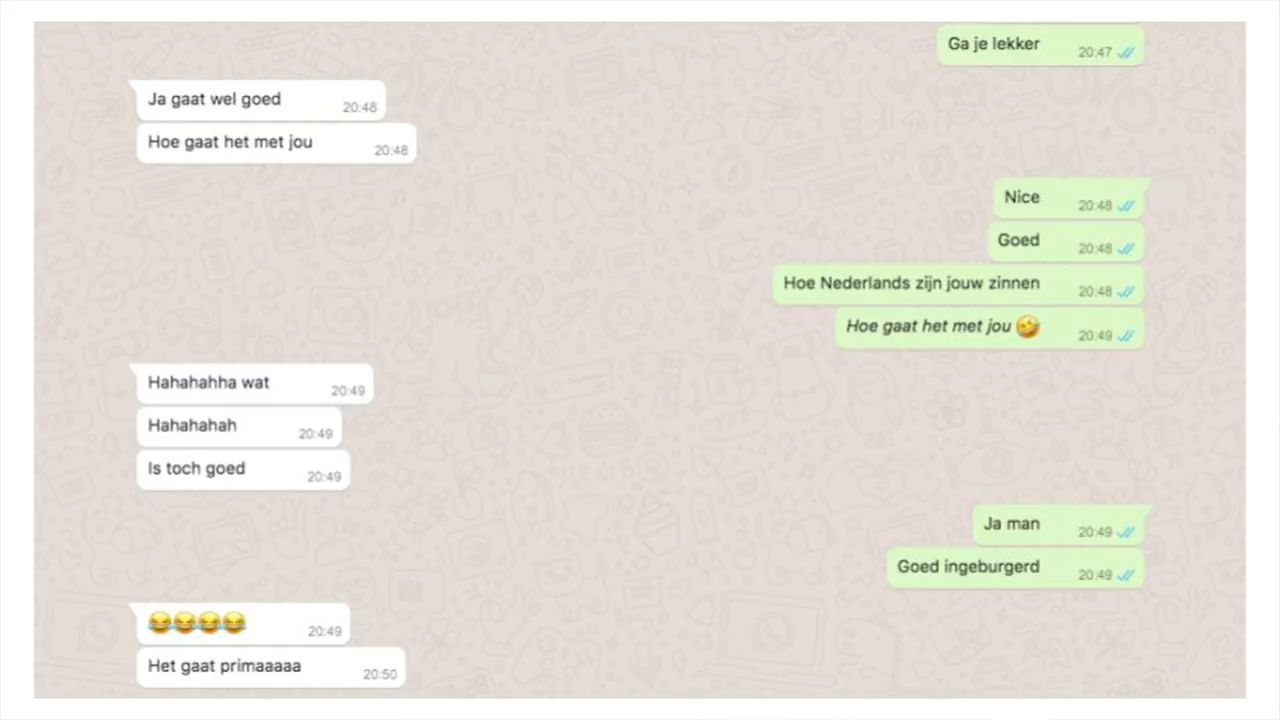 Ga je lekker 20:47
Ja gaat wel goed 20:48
Hoe gaat het met jou 20:48
Nice 20:48
Goed 20:48
Hoe Nederlands zijn jouw zinnen 20:48
Hoe gaat het met jou 🤣 20:49
Hahahahha wat 20:49
Hahahahah 20:49
Is toch goed 20:49
Ja man 20:49
Goed ingeburgerd 20:49
😂😂😂😂 20:49
Het gaat primaaaaa 20:50